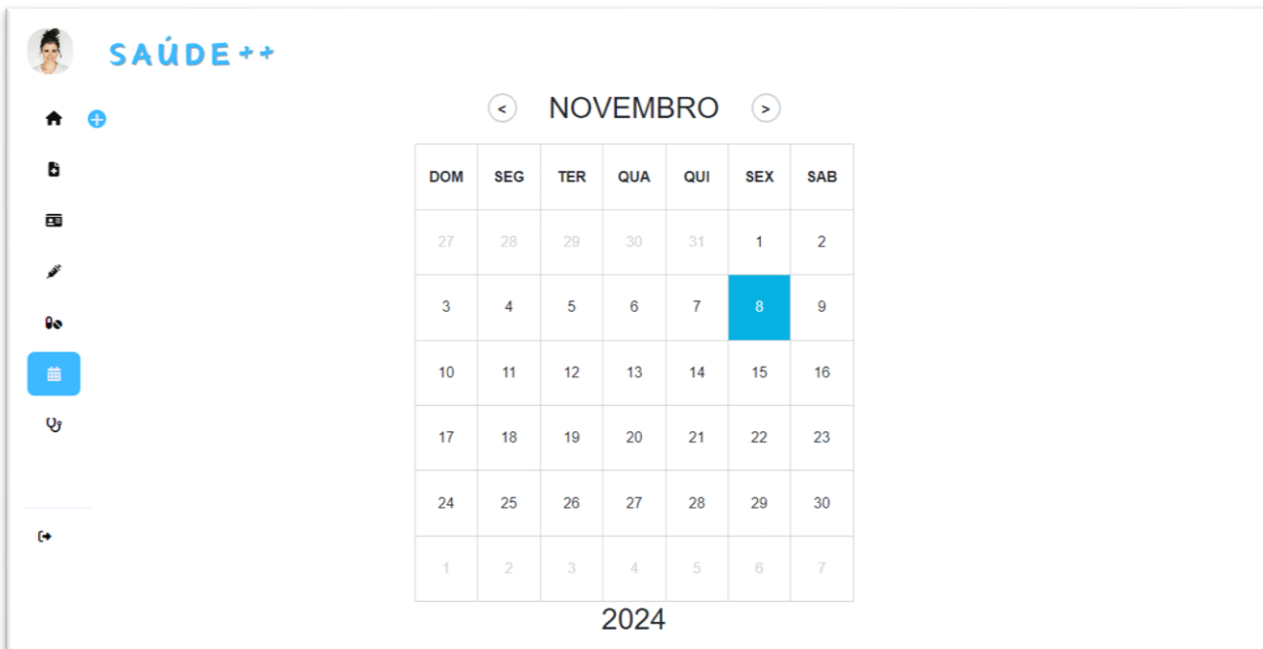 SAÚDE++
< NOVEMBRO >
DOM SEG TER QUA QUI SEX SAB
27 28 29 30 31 1 2
3 4 5 6 7 8 9
10 11 12 13 14 15 16
17 18 19 20 21 22 23
24 25 26 27 28 29 30
1 2 3 4 5 6 7
2024